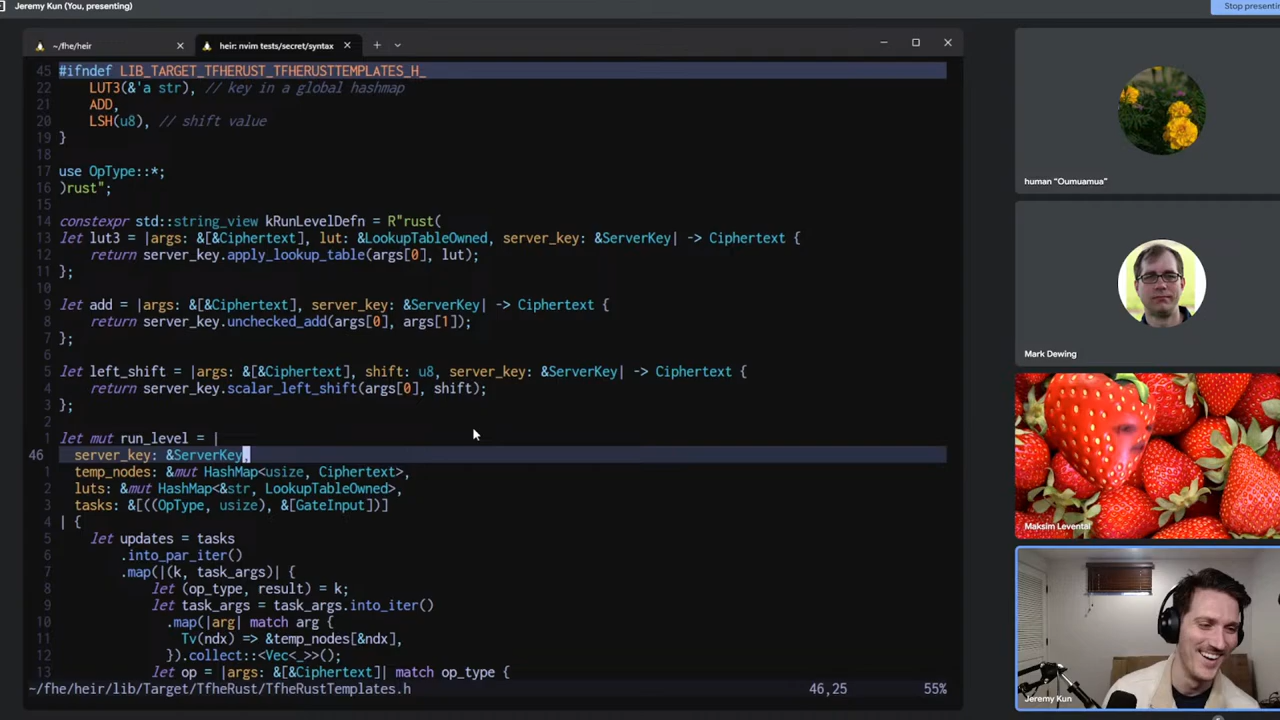 Jeremy Kun (You, presenting)
Stop presenting
~/fhe/heir
heir: nvim tests/secret/syntax
45 #ifndef LIB_TARGET_TFHERUST_TFHERUSTTEMPLATES_H_
22 LUT3(&'a str), // key in a global hashmap
21 ADD,
20 LSH(u8), // shift value
19 }
18
17 use OpType::*;
16 )rust";
15
14 constexpr std::string_view kRunLevelDefn = R"rust(
13 let lut3 = |args: &[&Ciphertext], lut: &LookupTableOwned, server_key: &ServerKey| -> Ciphertext {
12 return server_key.apply_lookup_table(args[0], lut);
11 };
10
9 let add = |args: &[&Ciphertext], server_key: &ServerKey| -> Ciphertext {
8 return server_key.unchecked_add(args[0], args[1]);
7 };
6
5 let left_shift = |args: &[&Ciphertext], shift: u8, server_key: &ServerKey| -> Ciphertext {
4 return server_key.scalar_left_shift(args[0], shift);
3 };
2
1 let mut run_level = |
46 server_key: &ServerKey,
1 temp_nodes: &mut HashMap<usize, Ciphertext>,
2 luts: &mut HashMap<&str, LookupTableOwned>,
3 tasks: &[((OpType, usize), &[GateInput])]
4 | {
5 let updates = tasks
6 .into_par_iter()
7 .map(|(k, task_args)| {
8 let (op_type, result) = k;
9 let task_args = task_args.into_iter()
10 .map(|arg| match arg {
11 Tv(ndx) => &temp_nodes[&ndx],
12 }).collect::<Vec<_>>();
13 let op = |args: &[&Ciphertext]| match op_type {
~/fhe/heir/lib/Target/TfheRust/TfheRustTemplates.h 46,25 55%
human "Oumuamua"
Mark Dewing
Maksim Levental
Jeremy Kun